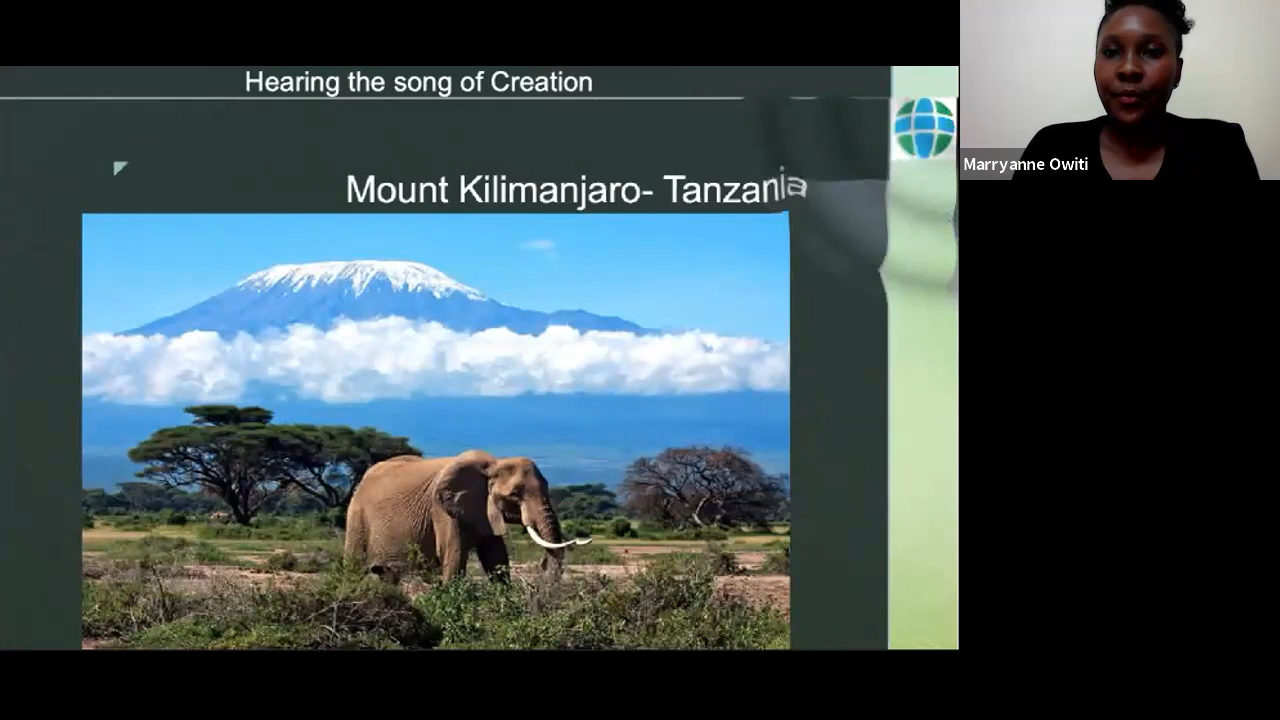 Hearing the song of Creation
Mount Kilimanjaro- Tanzania
Marryanne Owiti